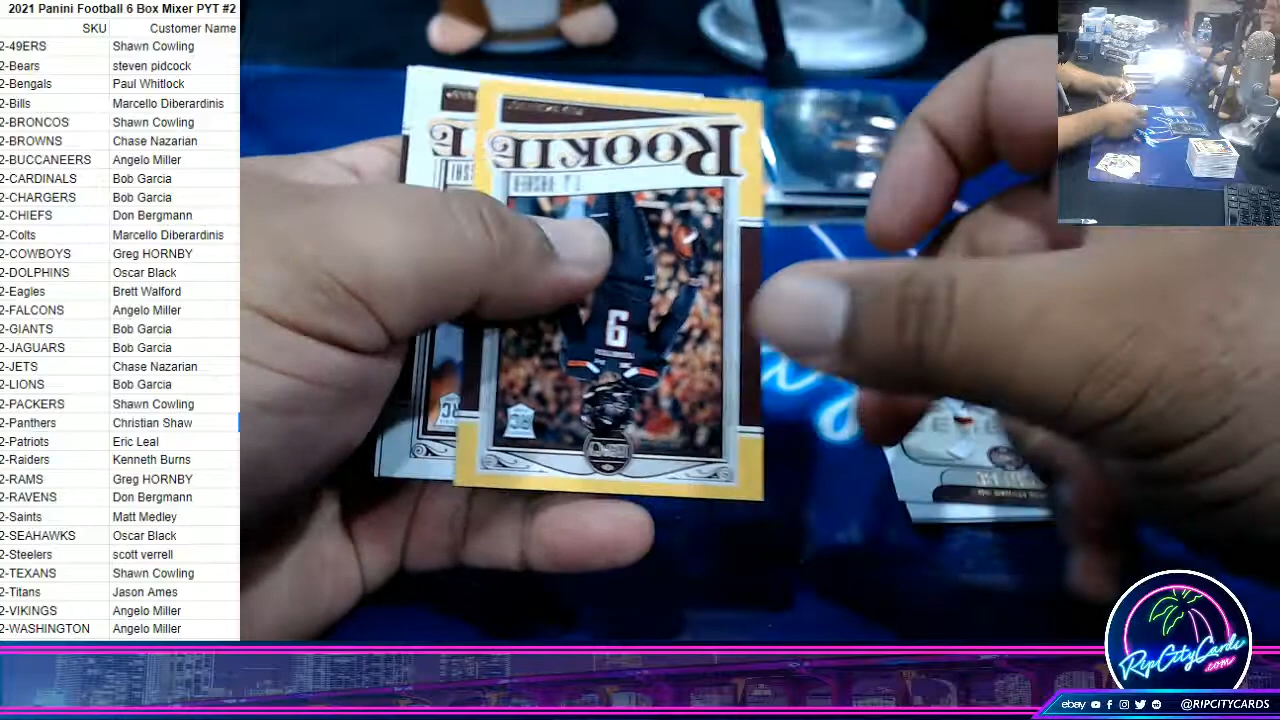 2021 Panini Football 6 Box Mixer PYT #2
SKU Customer Name
2-49ERS Shawn Cowling
2-Bears steven pidcock
2-Bengals Paul Whitlock
2-Bills Marcello Diberardinis
2-BRONCOS Shawn Cowling
2-BROWNS Chase Nazarian
2-BUCCANEERS Angelo Miller
2-CARDINALS Bob Garcia
2-CHARGERS Bob Garcia
2-CHIEFS Don Bergmann
2-Colts Marcello Diberardinis
2-COWBOYS Greg HORNBY
2-DOLPHINS Oscar Black
2-Eagles Brett Walford
2-FALCONS Angelo Miller
2-GIANTS Bob Garcia
2-JAGUARS Bob Garcia
2-JETS Chase Nazarian
2-LIONS Bob Garcia
2-PACKERS Shawn Cowling
2-Panthers Christian Shaw
2-Patriots Eric Leal
2-Raiders Kenneth Burns
2-RAMS Greg HORNBY
2-RAVENS Don Bergmann
2-Saints Matt Medley
2-SEAHAWKS Oscar Black
2-Steelers scott verrell
2-TEXANS Shawn Cowling
2-Titans Jason Ames
2-VIKINGS Angelo Miller
2-WASHINGTON Angelo Miller
ROOKIE
6
RC
RipCityCards
.com
ebay @RIPCITYCARDS